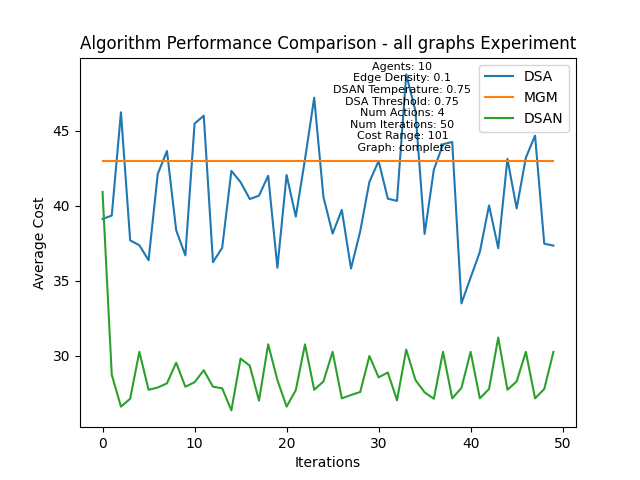 Algorithm Performance Comparison - all graphs Experiment
Agents: 10
Edge Density: 0.1
DSAN Temperature: 0.75
DSA Threshold: 0.75
Num Actions: 4
Num Iterations: 50
Cost Range: 101
Graph: complete
DSA
MGM
DSAN
Average Cost
45
40
35
30
0 10 20 30 40 50
Iterations